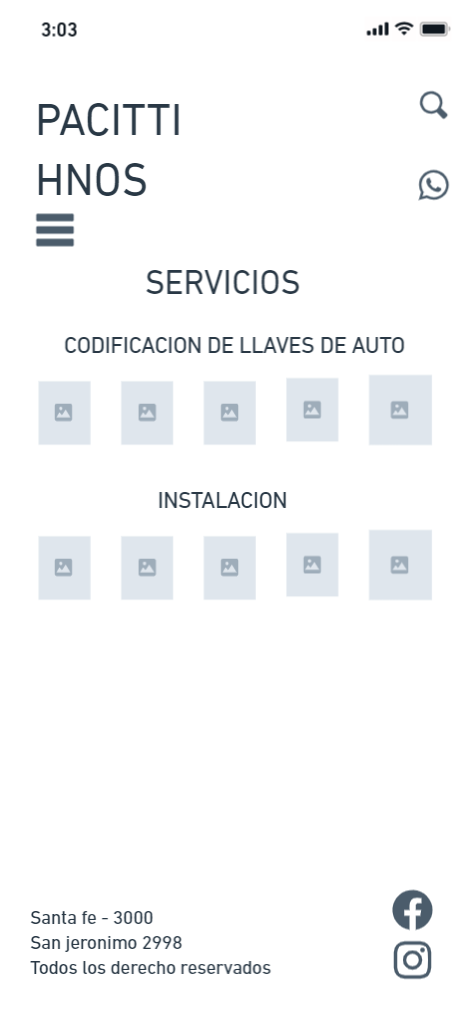 3:03
PACITTI
HNOS
SERVICIOS
CODIFICACION DE LLAVES DE AUTO
INSTALACION
Santa fe - 3000
San jeronimo 2998
Todos los derecho reservados